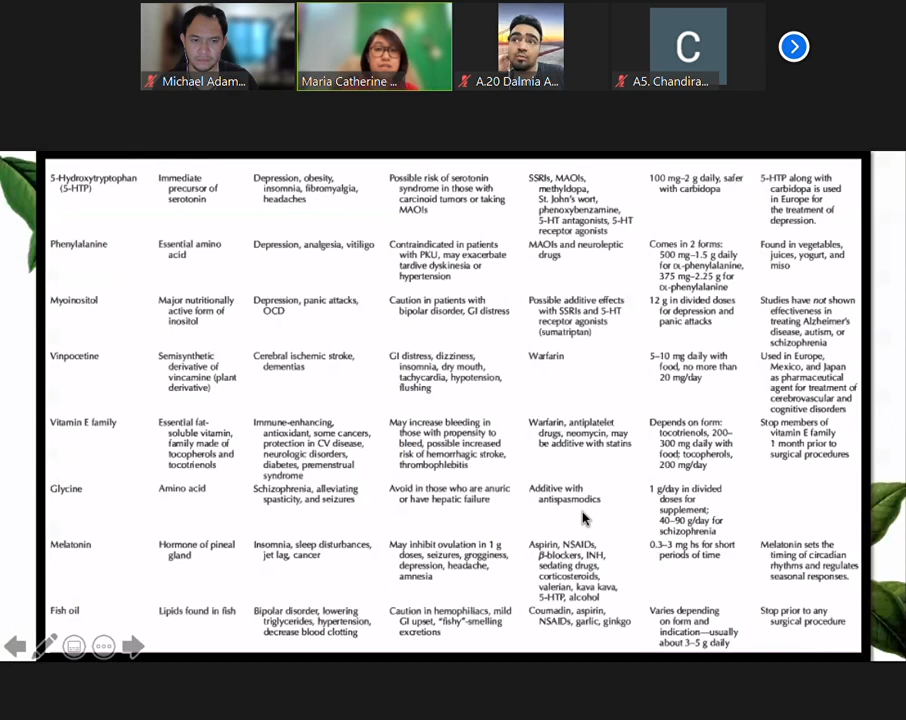 C
Michael Adam...
Maria Catherine ...
A.20 Dalmia A...
A5. Chandira...
5-Hydroxytryptophan
(5-HTP)
Immediate
precursor of
serotonin
Depression, obesity,
insomnia, fibromyalgia,
headaches
Possible risk of serotonin
syndrome in those with
carcinoid tumors or taking
MAOIs
SSRIs, MAOIs,
methyldopa,
St. John's wort,
phenoxybenzamine,
5-HT antagonists, 5-HT
receptor agonists
100 mg–2 g daily, safer
with carbidopa
5-HTP along with
carbidopa is used
in Europe for
the treatment of
depression.
Phenylalanine
Essential amino
acid
Depression, analgesia, vitiligo
Contraindicated in patients
with PKU, may exacerbate
tardive dyskinesia or
hypertension
MAOIs and neuroleptic
drugs
Comes in 2 forms:
500 mg–1.5 g daily
for DL-phenylalanine,
375 mg–2.25 g for
DL-phenylalanine
Found in vegetables,
juices, yogurt, and
miso
Myoinositol
Major nutritionally
active form of
inositol
Depression, panic attacks,
OCD
Caution in patients with
bipolar disorder, GI distress
Possible additive effects
with SSRIs and 5-HT
receptor agonists
(sumatriptan)
12 g in divided doses
for depression and
panic attacks
Studies have not shown
effectiveness in
treating Alzheimer's
disease, autism, or
schizophrenia
Vinpocetine
Semisynthetic
derivative of
vincamine (plant
derivative)
Cerebral ischemic stroke,
dementias
GI distress, dizziness,
insomnia, dry mouth,
tachycardia, hypotension,
flushing
Warfarin
5–10 mg daily with
food, no more than
20 mg/day
Used in Europe,
Mexico, and Japan
as pharmaceutical
agent for treatment of
cerebrovascular and
cognitive disorders
Vitamin E family
Essential fat-
soluble vitamin,
family made of
tocopherols and
tocotrienols
Immune-enhancing,
antioxidant, some cancers,
protection in CV disease,
neurologic disorders,
diabetes, premenstrual
syndrome
May increase bleeding in
those with propensity to
bleed, possible increased
risk of hemorrhagic stroke,
thrombophlebitis
Warfarin, antiplatelet
drugs, neomycin, may
be additive with statins
Depends on form:
tocotrienols, 200–
300 mg daily with
food; tocopherols,
200 mg/day
Stop members of
vitamin E family
1 month prior to
surgical procedures
Glycine
Amino acid
Schizophrenia, alleviating
spasticity, and seizures
Avoid in those who are anuric
or have hepatic failure
Additive with
antispasmodics
1 g/day in divided
doses for
supplement;
40–90 g/day for
schizophrenia
Melatonin
Hormone of pineal
gland
Insomnia, sleep disturbances,
jet lag, cancer
May inhibit ovulation in 1 g
doses, seizures, grogginess,
depression, headache,
amnesia
Aspirin, NSAIDs,
β-blockers, INH,
sedating drugs,
corticosteroids,
valerian, kava kava,
5-HTP, alcohol
0.3–3 mg hs for short
periods of time
Melatonin sets the
timing of circadian
rhythms and regulates
seasonal responses.
Fish oil
Lipids found in fish
Bipolar disorder, lowering
triglycerides, hypertension,
decrease blood clotting
Caution in hemophiliacs, mild
GI upset, "fishy"-smelling
excretions
Coumadin, aspirin,
NSAIDs, garlic, ginkgo
Varies depending
on form and
indication—usually
about 3–5 g daily
Stop prior to any
surgical procedure